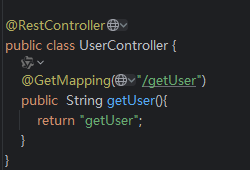 @RestController
public class UserController {
@GetMapping("/getUser")
public  String getUser(){
return "getUser";
}
}